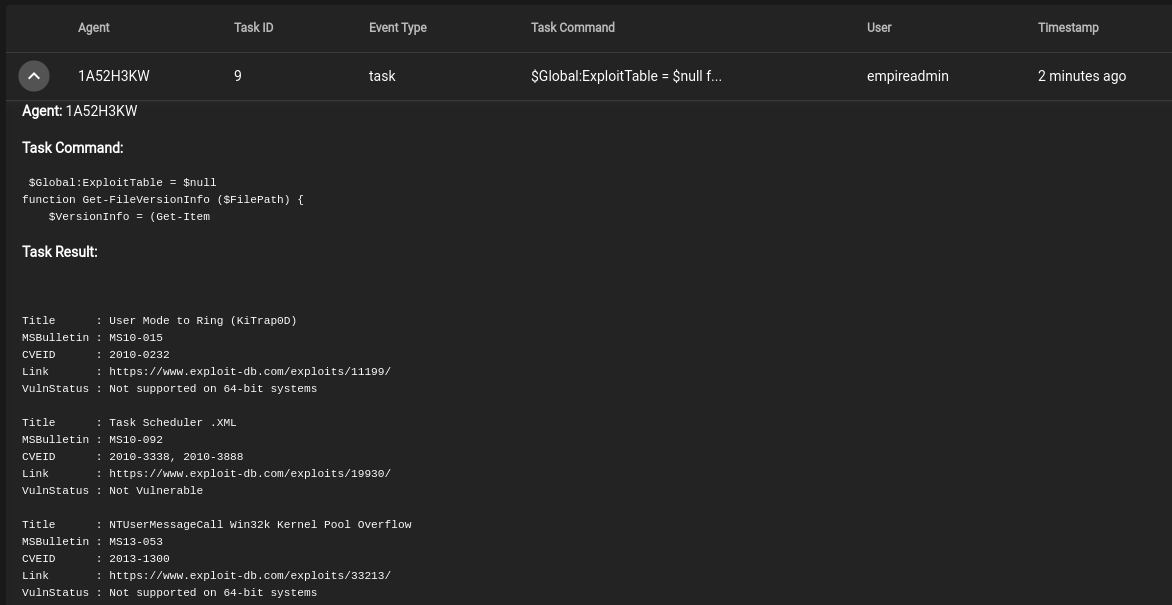 Agent Task ID Event Type Task Command User Timestamp
1A52H3KW 9 task $Global:ExploitTable = $null f... empireadmin 2 minutes ago
Agent: 1A52H3KW
Task Command:
$Global:ExploitTable = $null
function Get-FileVersionInfo ($FilePath) {
    $VersionInfo = (Get-Item
Task Result:
Title      : User Mode to Ring (KiTrap0D)
MSBulletin : MS10-015
CVEID      : 2010-0232
Link       : https://www.exploit-db.com/exploits/11199/
VulnStatus : Not supported on 64-bit systems
Title      : Task Scheduler .XML
MSBulletin : MS10-092
CVEID      : 2010-3338, 2010-3888
Link       : https://www.exploit-db.com/exploits/19930/
VulnStatus : Not Vulnerable
Title      : NTUserMessageCall Win32k Kernel Pool Overflow
MSBulletin : MS13-053
CVEID      : 2013-1300
Link       : https://www.exploit-db.com/exploits/33213/
VulnStatus : Not supported on 64-bit systems